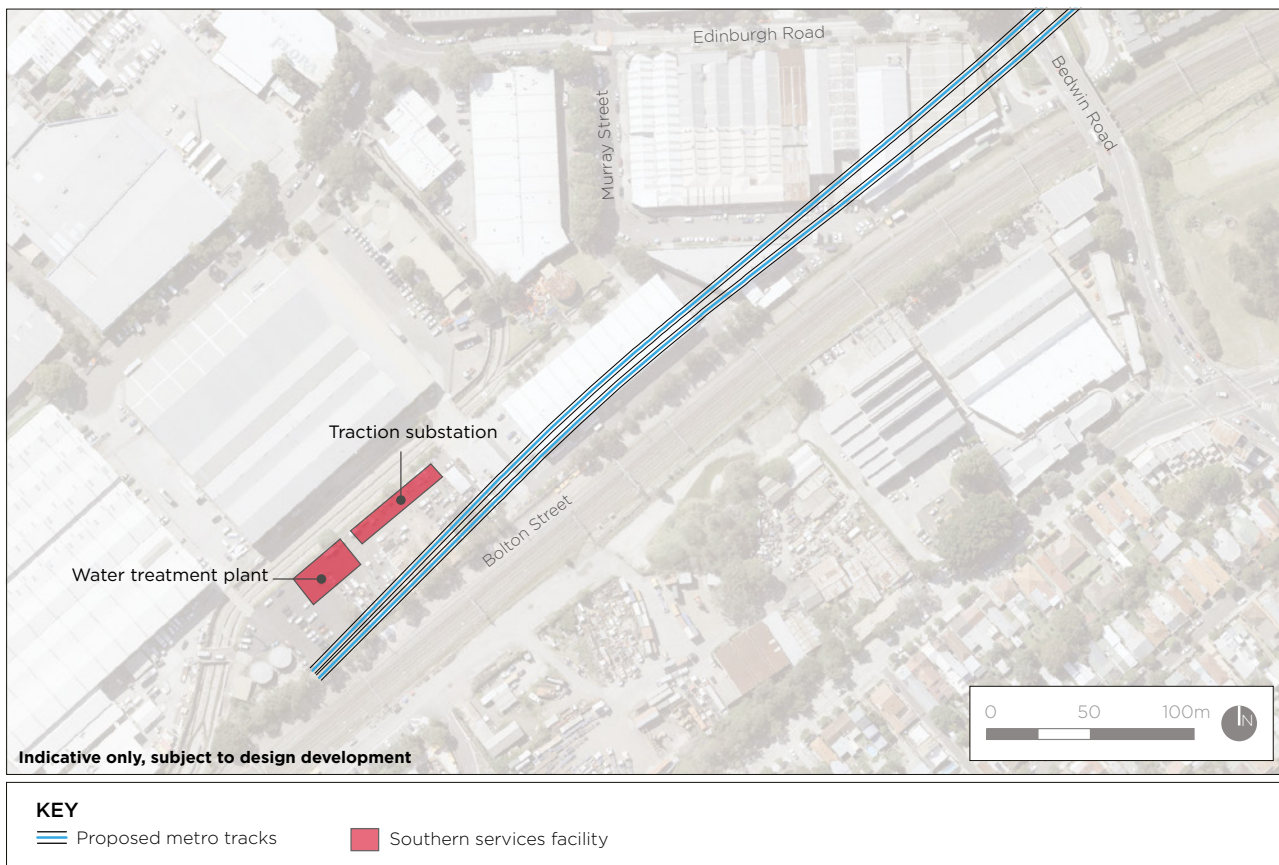 Edinburgh Road
Bedwin Road
Murray Street
Traction substation
Bolton Street
Water treatment plant
0 50 100m
N
Indicative only, subject to design development
KEY
Proposed metro tracks Southern services facility